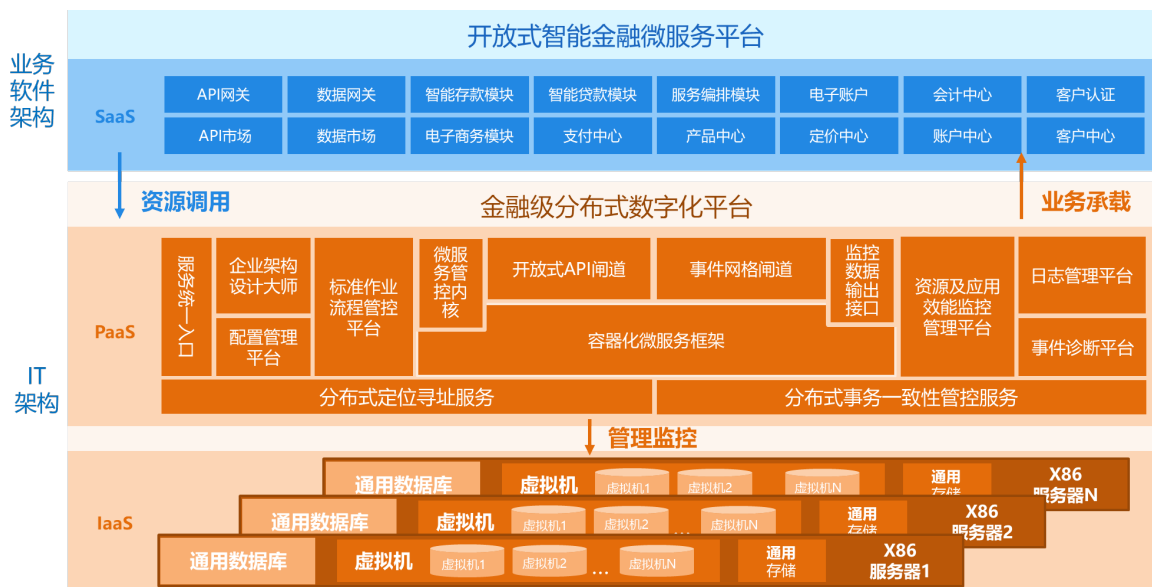 开放式智能金融微服务平台
业务
软件
架构
SaaS
API网关
数据网关
智能存款模块
智能贷款模块
服务编排模块
电子账户
会计中心
客户认证
API市场
数据市场
电子商务模块
支付中心
产品中心
定价中心
账户中心
客户中心
资源调用
金融级分布式数字化平台
业务承载
IT
架构
PaaS
服务统一入口
企业架构
设计大师
配置管理
平台
标准作业
流程管控
平台
微服
务管
控内
核
开放式API闸道
事件网格闸道
监控
数据
输出
接口
容器化微服务框架
资源及应用
效能监控
管理平台
日志管理平台
事件诊断平台
分布式定位寻址服务
分布式事务一致性管控服务
管理监控
IaaS
通用数据库
虚拟机
虚拟机1
虚拟机2
虚拟机N
通用
存储
X86
服务器N
通用数据库
虚拟机
虚拟机1
虚拟机2
...
虚拟机N
通用
存储
X86
服务器2
通用数据库
虚拟机
虚拟机1
虚拟机2
...
虚拟机N
通用
存储
X86
服务器1